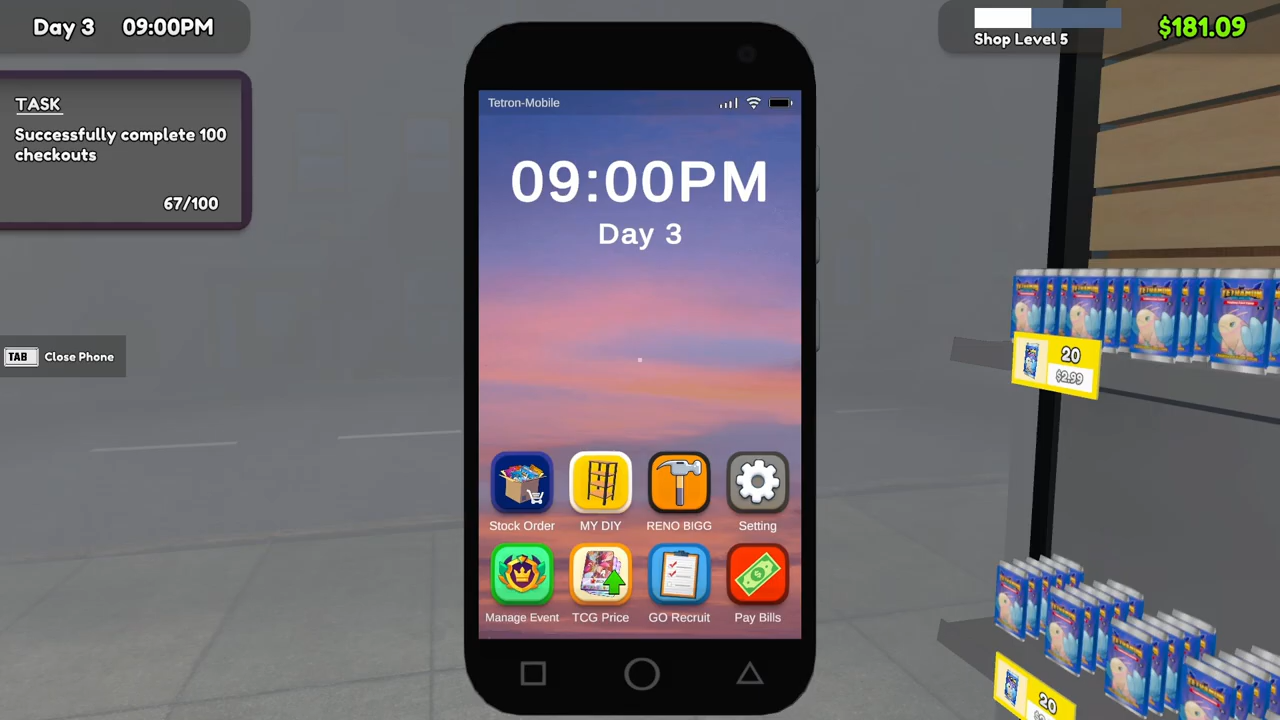 Day 3 09:00PM
Shop Level 5
$181.09
TASK
Successfully complete 100
checkouts
67/100
TAB Close Phone
Tetron-Mobile
09:00PM
Day 3
Stock Order
MY DIY
RENO BIGG
Setting
Manage Event
TCG Price
GO Recruit
Pay Bills
TETRAMON
20
$2.99
20